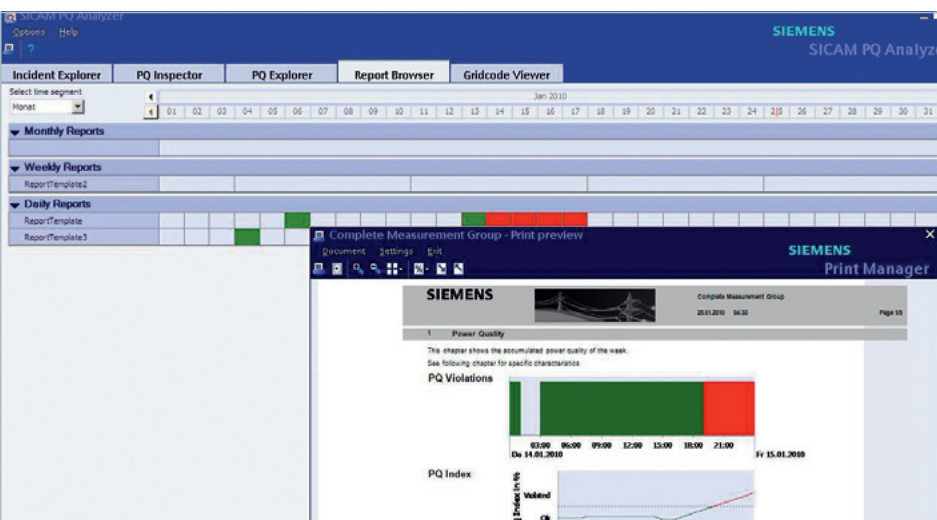 SICAM PQ Analyzer
Options Help
SIEMENS
?
SICAM PQ Analyze
Incident Explorer PQ Inspector PQ Explorer Report Browser Gridcode Viewer
Select time segment
Jan 2010
Monat
01 02 03 04 05 06 07 08 09 10 11 12 13 14 15 16 17 18 19 20 21 22 23 24 25 26 27 28 29 30 31
Monthly Reports
Weekly Reports
ReportTemplate2
Daily Reports
ReportTemplate
ReportTemplate3
Complete Measurement Group - Print preview
Document Settings Exit
SIEMENS
Print Manager
SIEMENS
Complete Measurement Group
25.01.2010 Page 1/5
1 Power Quality
This chapter shows the accumulated power quality of the week.
See following chapter for specific characteristics
PQ Violations
03:00 06:00 09:00 12:00 15:00 18:00 21:00
Do 14.01.2010 Fr 15.01.2010
PQ Index
Index in %
Violated
Ok